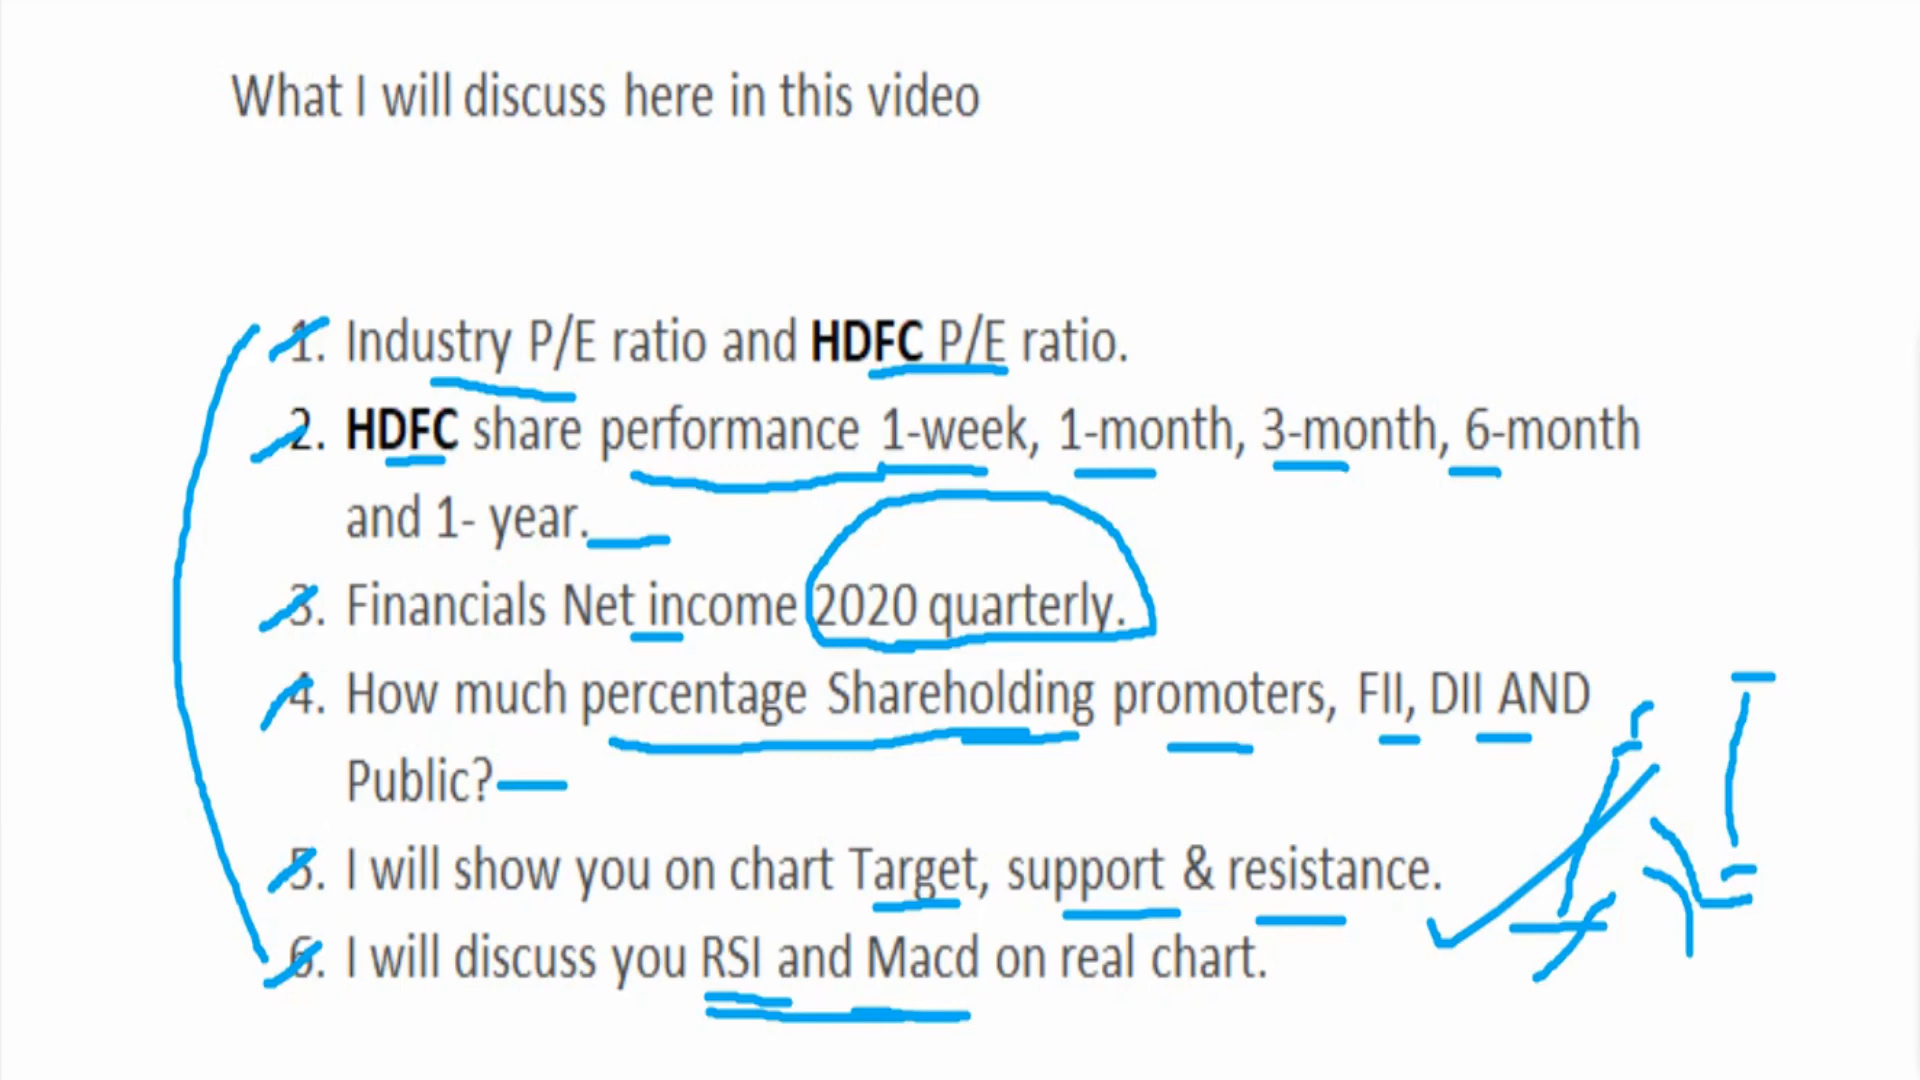 What I will discuss here in this video
1. Industry P/E ratio and HDFC P/E ratio.
2. HDFC share performance 1-week, 1-month, 3-month, 6-month
and 1- year.
3. Financials Net income 2020 quarterly.
4. How much percentage Shareholding promoters, FII, DII AND
Public?
5. I will show you on chart Target, support & resistance.
6. I will discuss you RSI and Macd on real chart.